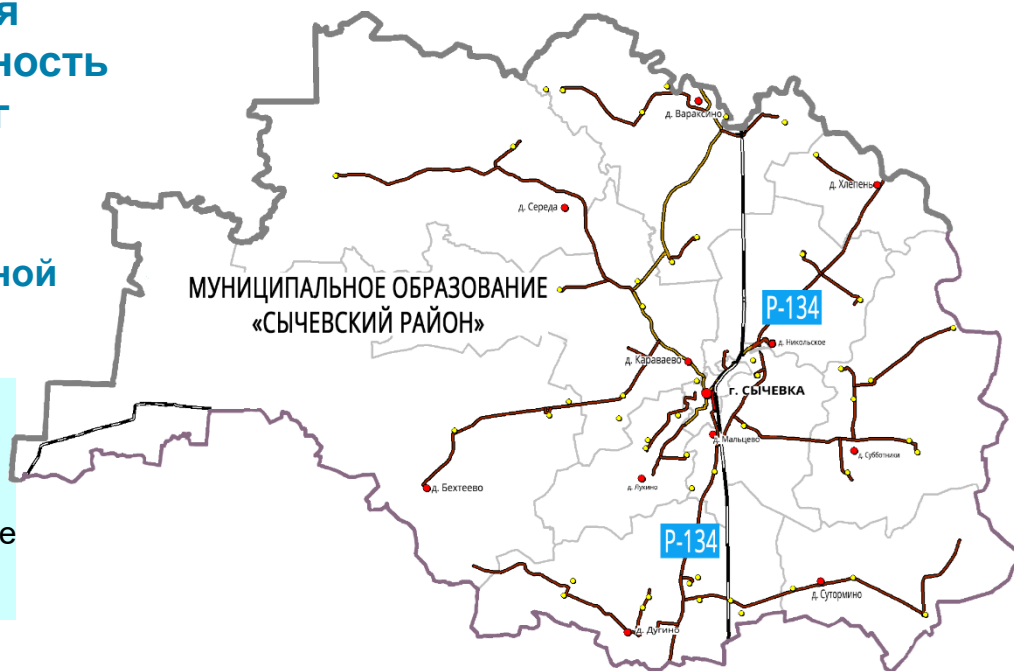 я
ность
г
ной
е
д. Вараксино
д. Хлепень
д. Середа
МУНИЦИПАЛЬНОЕ ОБРАЗОВАНИЕ
«СЫЧЕВСКИЙ РАЙОН»
Р-134
д. Никольское
д. Караваево
г. СЫЧЕВКА
д. Мальцево
д. Субботники
д. Лукино
д. Бехтеево
Р-134
д. Сутормино
д. Дугино